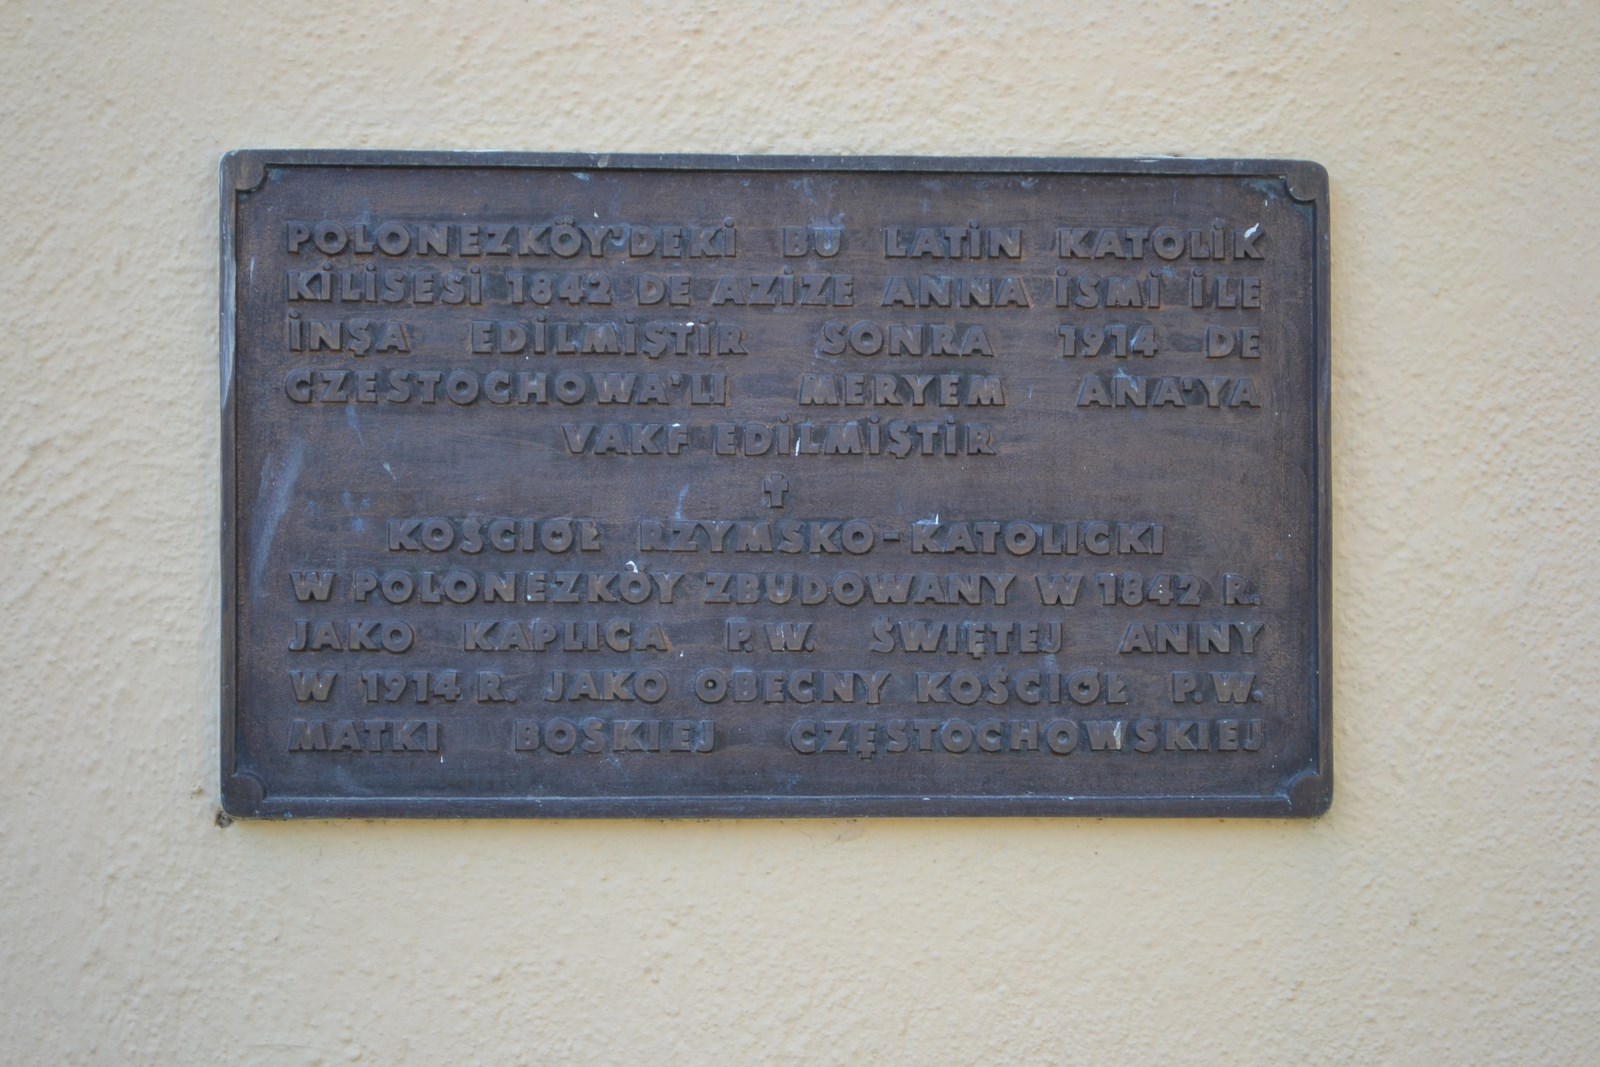 POLONEZKÖY'DEKİ BU LATİN KATOLİK
KİLİSESİ 1842 DE AZİZE ANNA İSMİ İLE
İNŞA EDİLMİŞTİR SONRA 1914 DE
CZESTOCHOWA'LI MERYEM ANA'YA
VAKF EDİLMİŞTİR
✝
KOŚCIÓŁ RZYMSKO-KATOLICKI
W POLONEZKÖY ZBUDOWANY W 1842 R.
JAKO KAPLICA P.W. ŚWIĘTEJ ANNY
W 1914 R. JAKO OBECNY KOŚCIÓŁ P.W.
MATKI BOSKIEJ CZĘSTOCHOWSKIEJ